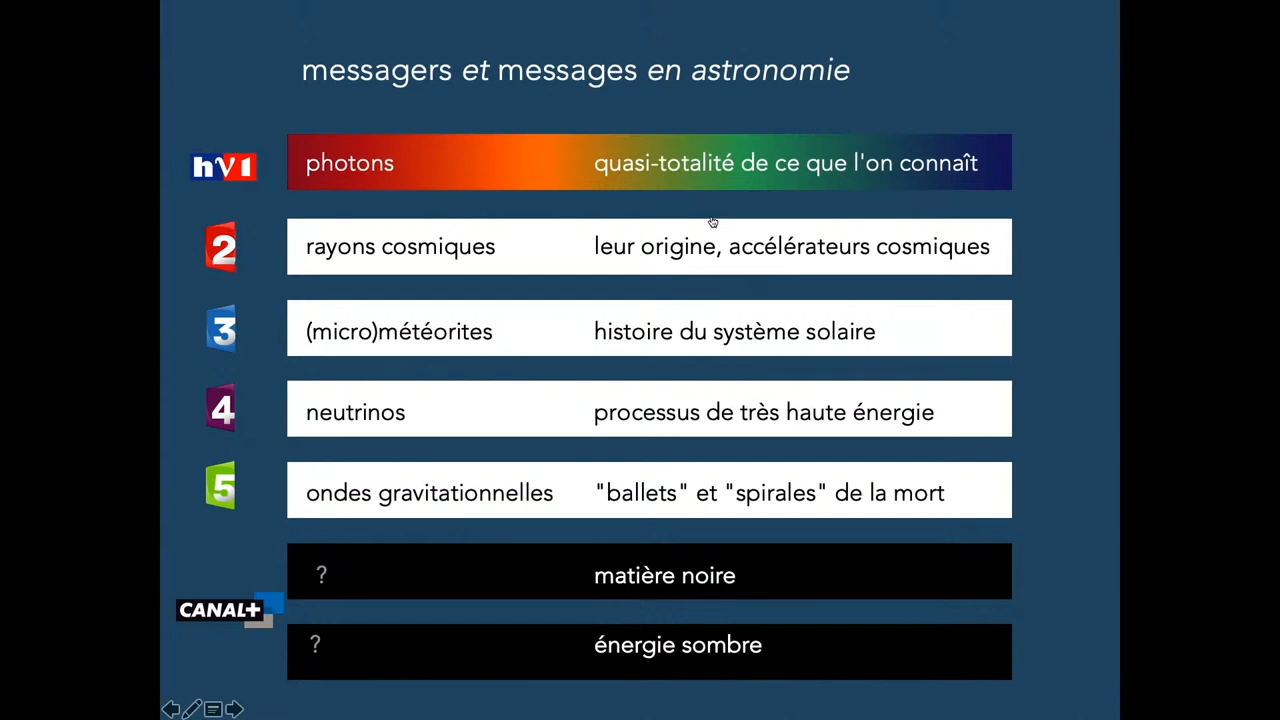 messagers et messages en astronomie
hν1 photons quasi-totalité de ce que l'on connaît
2 rayons cosmiques leur origine, accélérateurs cosmiques
3 (micro)météorites histoire du système solaire
4 neutrinos processus de très haute énergie
5 ondes gravitationnelles "ballets" et "spirales" de la mort
? matière noire
CANAL+
? énergie sombre